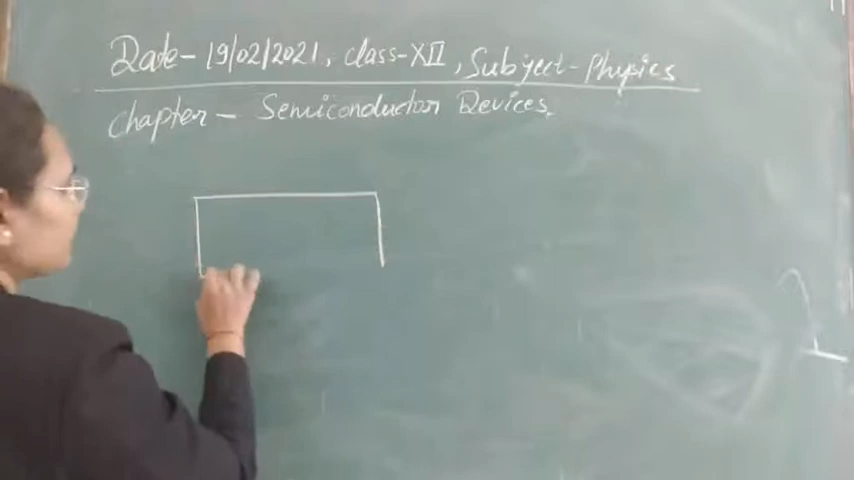 Date - 19/02/2021, class-XII, Subject - Physics
Chapter - Semiconductor Devices.